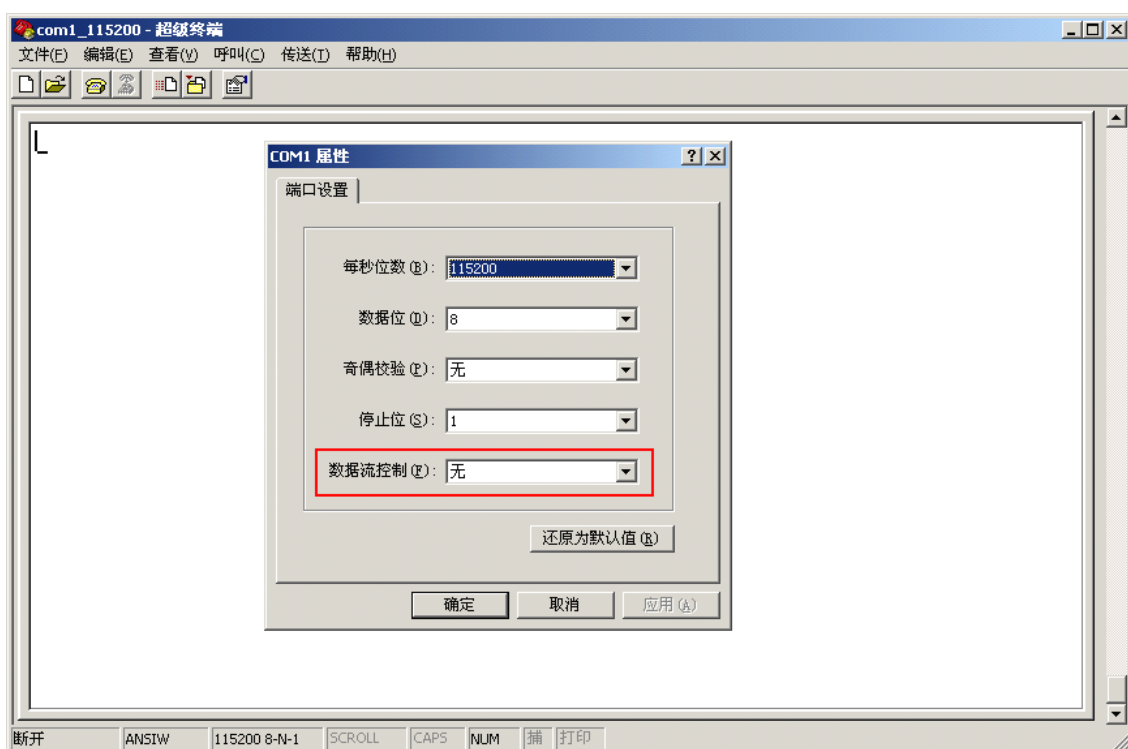 com1_115200 - 超级终端
文件(F) 编辑(E) 查看(V) 呼叫(C) 传送(T) 帮助(H)
COM1 属性
端口设置
每秒位数(B): 115200
数据位(D): 8
奇偶校验(P): 无
停止位(S): 1
数据流控制(F): 无
还原为默认值(R)
确定 取消 应用(A)
断开 ANSIW 115200 8-N-1 SCROLL CAPS NUM 捕 打印